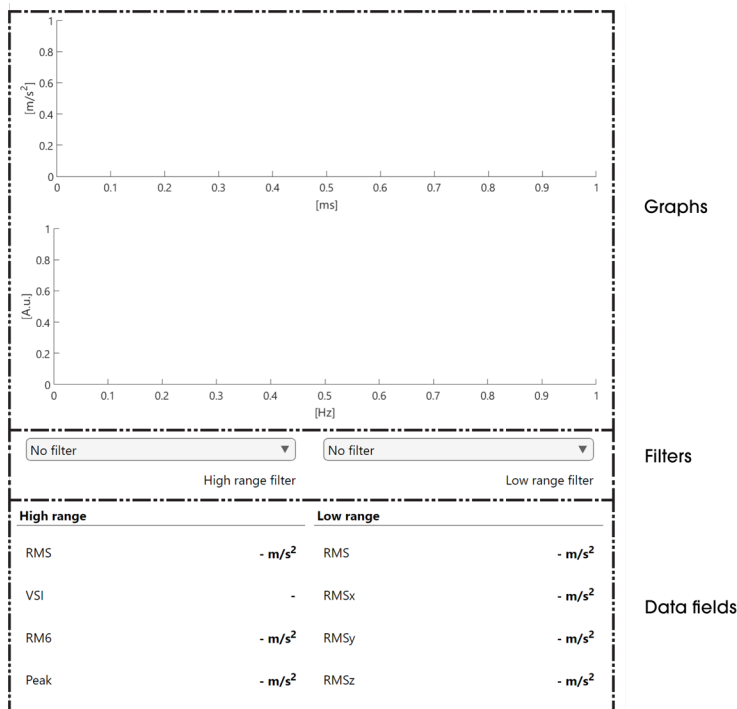 1
0.8
0.6
0.4
0.2
0
[m/s²]
0 0.1 0.2 0.3 0.4 0.5 0.6 0.7 0.8 0.9 1
[ms]
Graphs
1
0.8
0.6
0.4
0.2
0
[A.u.]
0 0.1 0.2 0.3 0.4 0.5 0.6 0.7 0.8 0.9 1
[Hz]
No filter No filter
High range filter Low range filter
Filters
High range Low range
RMS - m/s² RMS - m/s²
VSI - RMSx - m/s²
Data fields
RM6 - m/s² RMSy - m/s²
Peak - m/s² RMSz - m/s²